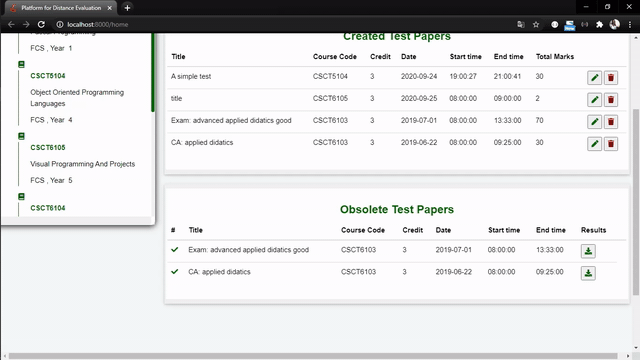 Platform for Distance Evaluation
localhost:8000/home
New
FCS , Year 1
CSCT5104
Object Oriented Programming
Languages
FCS , Year 4
CSCT6105
Visual Programming And Projects
FCS , Year 5
CSCT6104
Created Test Papers
Title Course Code Credit Date Start time End time Total Marks
A simple test CSCT5104 3 2020-09-24 19:00:27 21:00:41 30
title CSCT6105 3 2020-09-25 08:00:00 09:00:00 2
Exam: advanced applied didatics good CSCT6103 3 2019-07-01 08:00:00 13:33:00 70
CA: applied didatics CSCT6103 3 2019-06-22 08:00:00 09:25:00 30
Obsolete Test Papers
# Title Course Code Credit Date Start time End time Results
Exam: advanced applied didatics good CSCT6103 3 2019-07-01 08:00:00 13:33:00
CA: applied didatics CSCT6103 3 2019-06-22 08:00:00 09:25:00